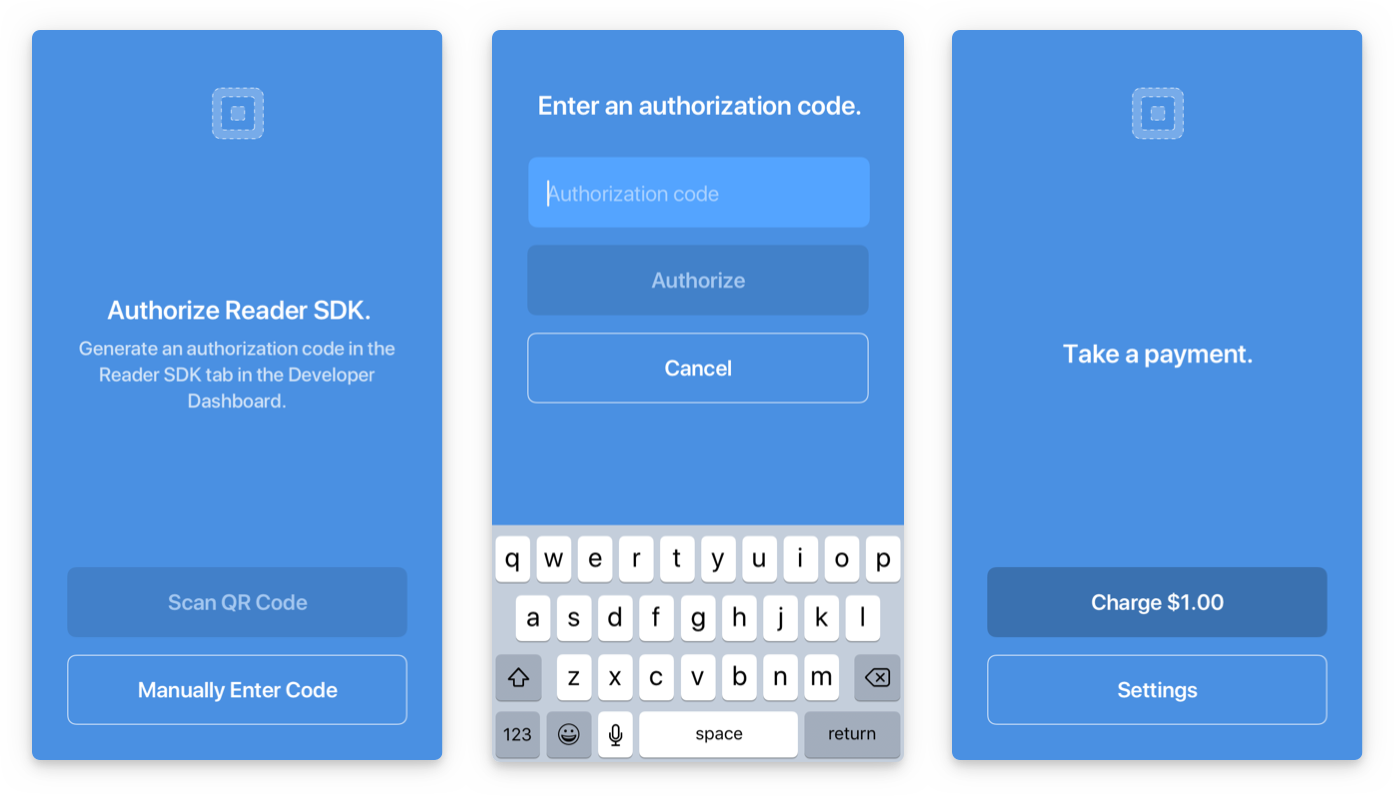 Authorize Reader SDK.
Generate an authorization code in the
Reader SDK tab in the Developer
Dashboard.
Scan QR Code
Manually Enter Code
Enter an authorization code.
Authorization code
Authorize
Cancel
q w e r t y u i o p
a s d f g h j k l
z x c v b n m
123 space return
Take a payment.
Charge $1.00
Settings